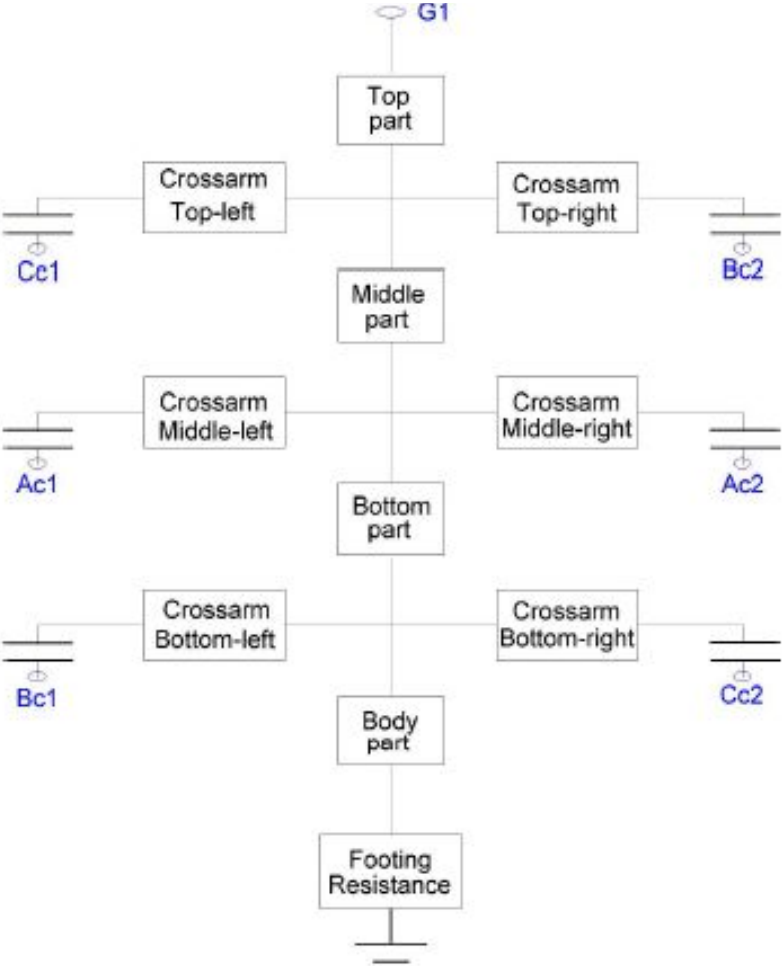 G1
Top
part
Crossarm
Top-left
Crossarm
Top-right
Cc1
Bc2
Middle
part
Crossarm
Middle-left
Crossarm
Middle-right
Ac1
Ac2
Bottom
part
Crossarm
Bottom-left
Crossarm
Bottom-right
Bc1
Cc2
Body
part
Footing
Resistance